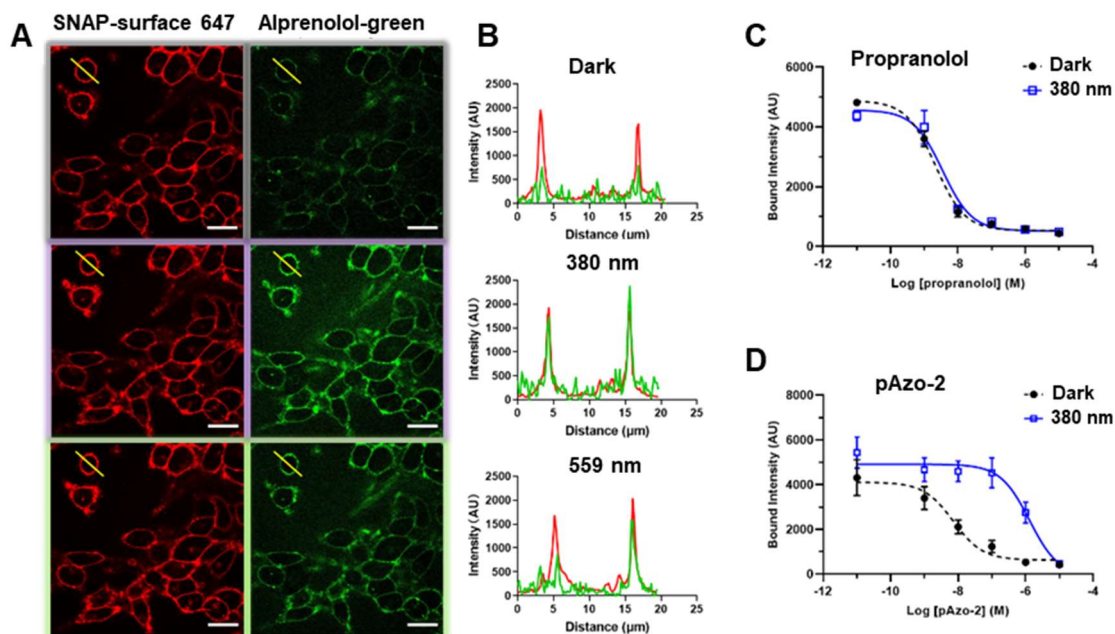 A
SNAP-surface 647
Alprenolol-green
B
Dark
2500
2000
1500
1000
500
0
Intensity (AU)
0 5 10 15 20 25
Distance (µm)
380 nm
2500
2000
1500
1000
500
0
Intensity (AU)
0 5 10 15 20 25
Distance (µm)
559 nm
2500
2000
1500
1000
500
0
Intensity (AU)
0 5 10 15 20 25
Distance (µm)
C
Propranolol
Dark
380 nm
6000
4000
2000
0
Bound Intensity (AU)
-12 -10 -8 -6 -4
Log [propranolol] (M)
D
pAzo-2
Dark
380 nm
8000
6000
4000
2000
0
Bound Intensity (AU)
-12 -10 -8 -6 -4
Log [pAzo-2] (M)